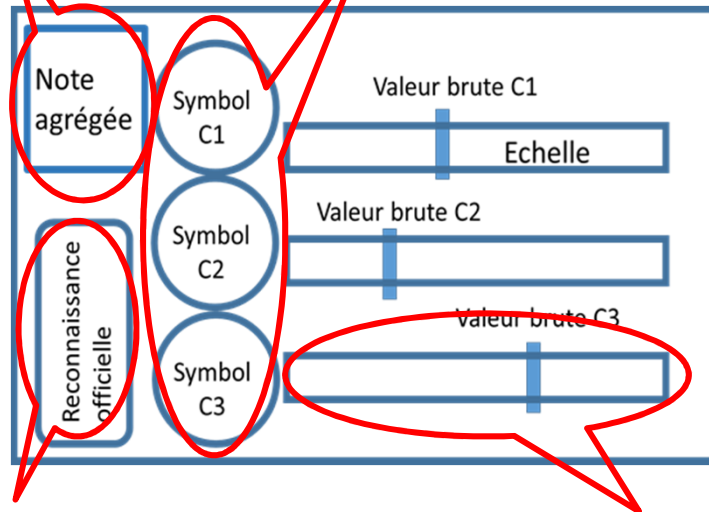 Note
agrégée
Symbol
C1
Valeur brute C1
Echelle
Symbol
C2
Valeur brute C2
Reconnaissance
officielle
Symbol
C3
Valeur brute C3